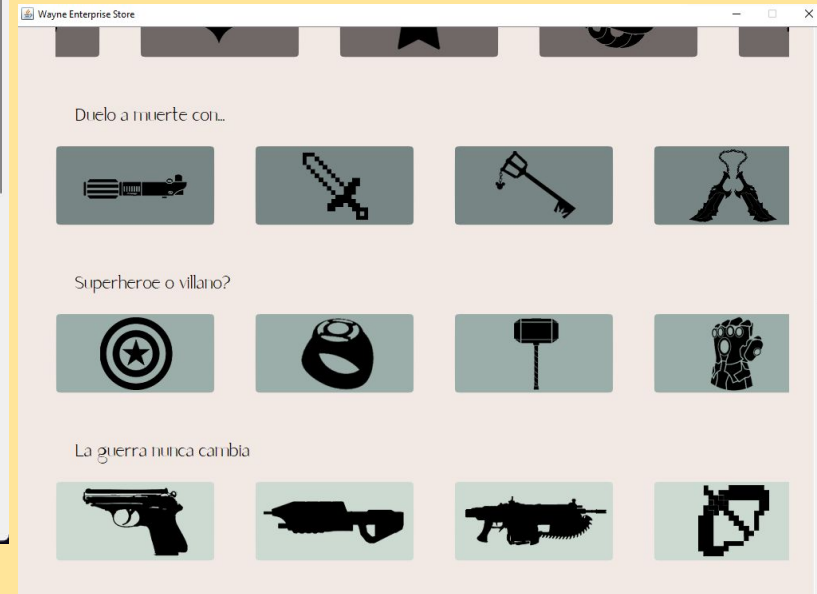 Wayne Enterprise Store
Duelo a muerte con...
Superheroe o villano?
La guerra nunca cambia